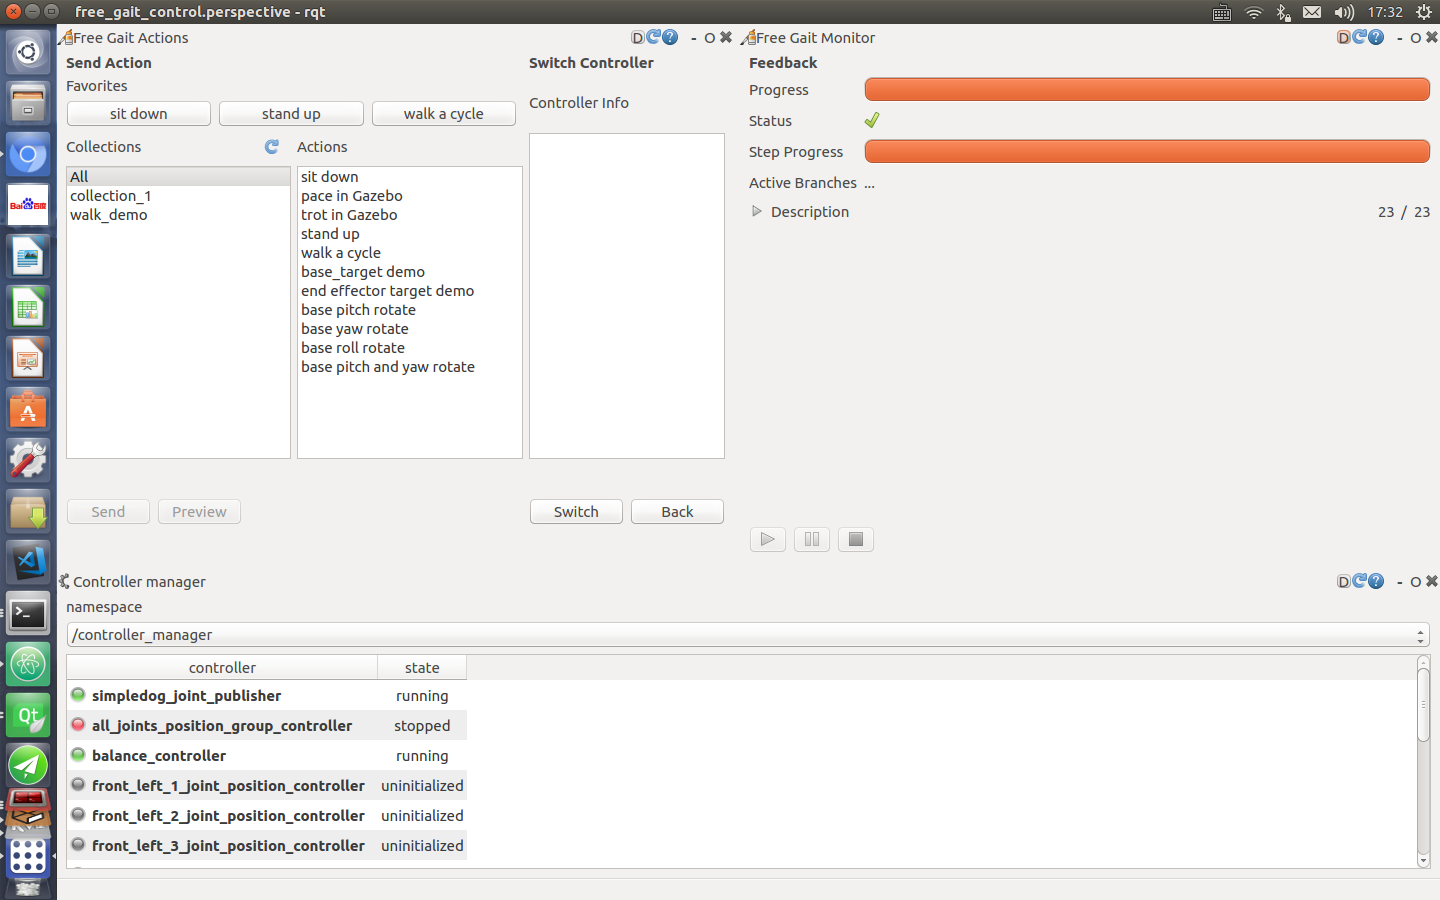 free_gait_control.perspective - rqt
17:32
Free Gait Actions
D
?
- O
Free Gait Monitor
D
?
- O
Send Action
Favorites
sit down
stand up
walk a cycle
Collections
All
collection_1
walk_demo
Actions
sit down
pace in Gazebo
trot in Gazebo
stand up
walk a cycle
base_target demo
end effector target demo
base pitch rotate
base yaw rotate
base roll rotate
base pitch and yaw rotate
Send
Preview
Switch Controller
Controller Info
Switch
Back
Feedback
Progress
Status
Step Progress
Active Branches ...
Description
23 / 23
Controller manager
D
?
- O
namespace
/controller_manager
controller state
simpledog_joint_publisher running
all_joints_position_group_controller stopped
balance_controller running
front_left_1_joint_position_controller uninitialized
front_left_2_joint_position_controller uninitialized
front_left_3_joint_position_controller uninitialized
Bai 百度
A
>_
Qt